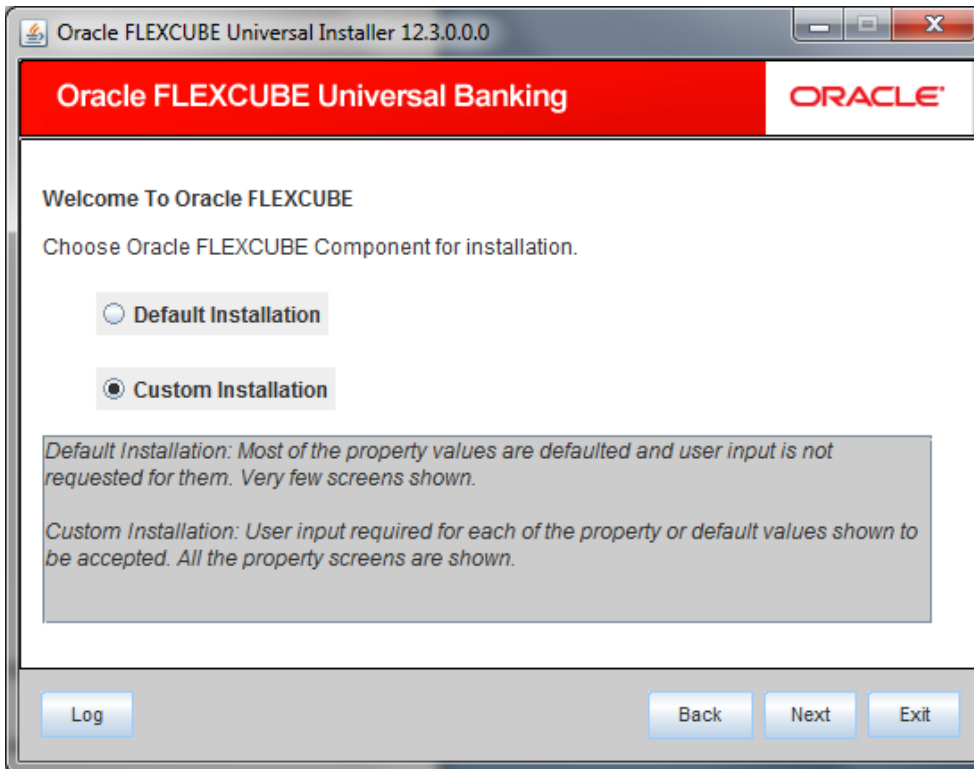 Oracle FLEXCUBE Universal Installer 12.3.0.0.0
Oracle FLEXCUBE Universal Banking
ORACLE
Welcome To Oracle FLEXCUBE
Choose Oracle FLEXCUBE Component for installation.
Default Installation
Custom Installation
Default Installation: Most of the property values are defaulted and user input is not
requested for them. Very few screens shown.
Custom Installation: User input required for each of the property or default values shown to
be accepted. All the property screens are shown.
Log
Back
Next
Exit